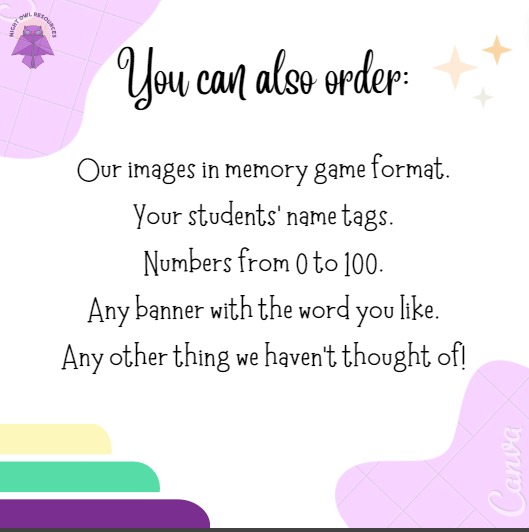 NIGHT OWL RESOURCES
You can also order:
Our images in memory game format.
Your students' name tags.
Numbers from 0 to 100.
Any banner with the word you like.
Any other thing we haven't thought of!
Canva